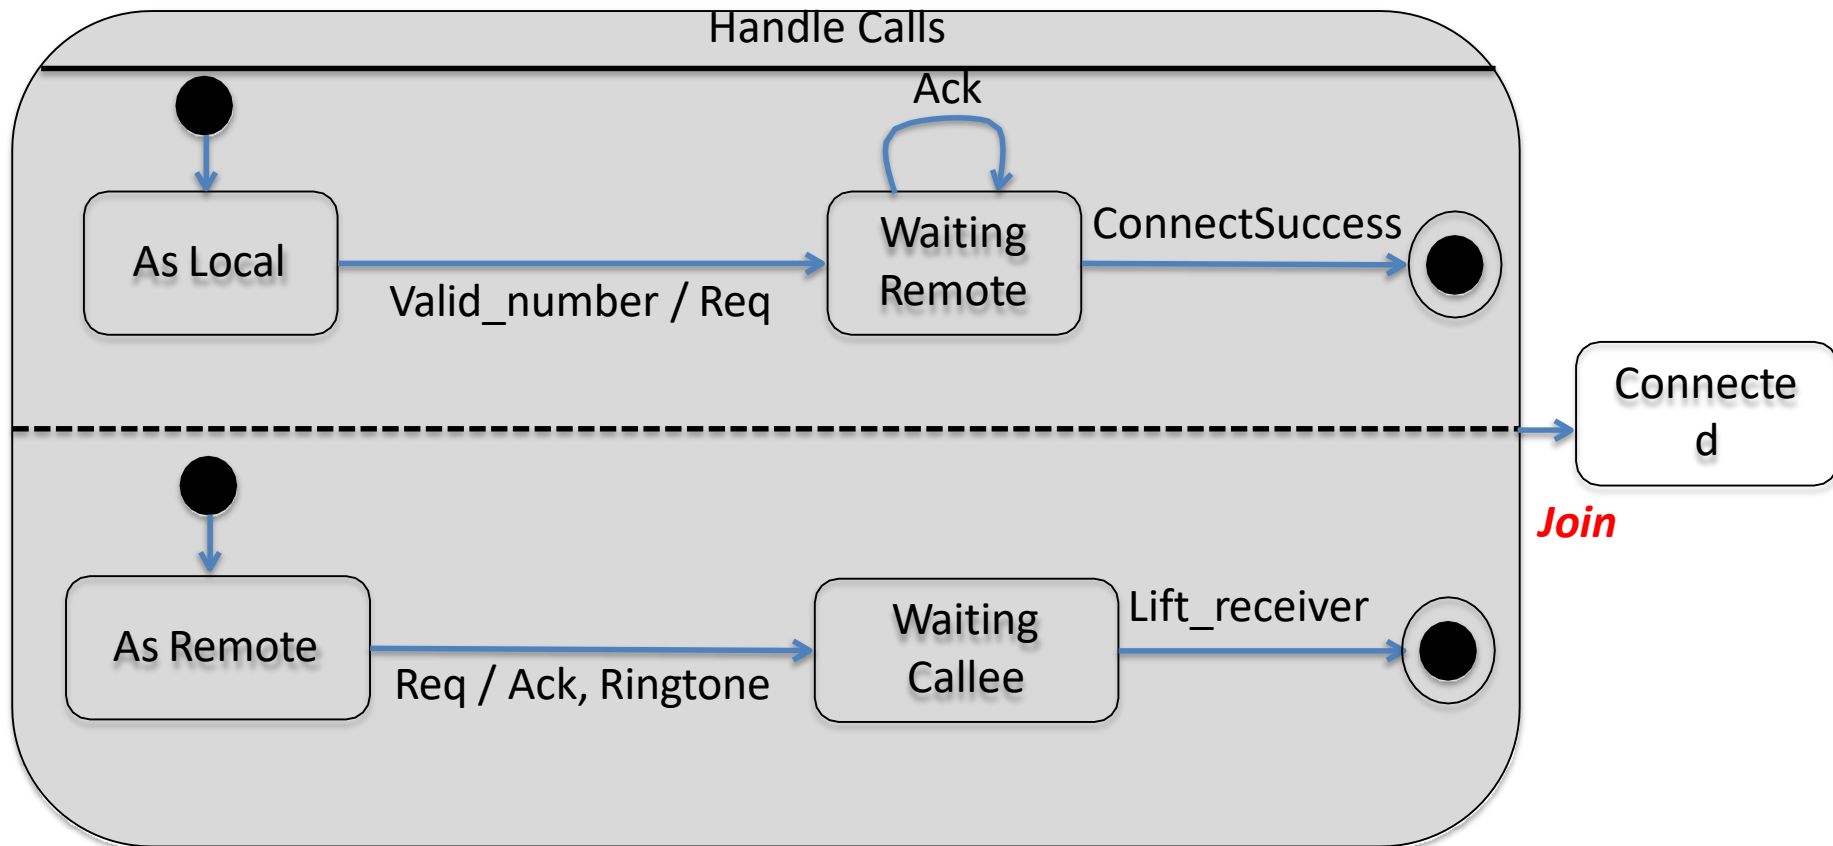 Handle Calls
Ack
As Local
Valid_number / Req
Waiting
Remote
ConnectSuccess
Connecte
d
Join
As Remote
Req / Ack, Ringtone
Waiting
Callee
Lift_receiver